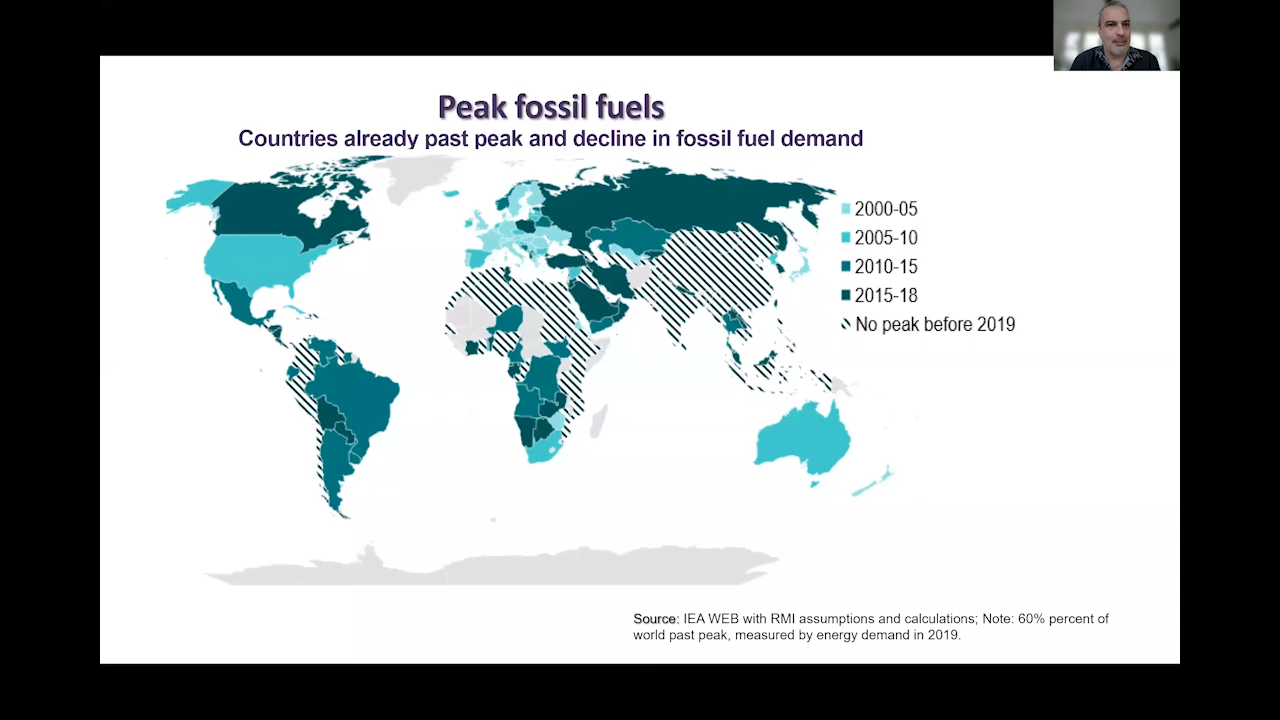 Peak fossil fuels
Countries already past peak and decline in fossil fuel demand
2000-05
2005-10
2010-15
2015-18
No peak before 2019
Source: IEA WEB with RMI assumptions and calculations; Note: 60% percent of
world past peak, measured by energy demand in 2019.